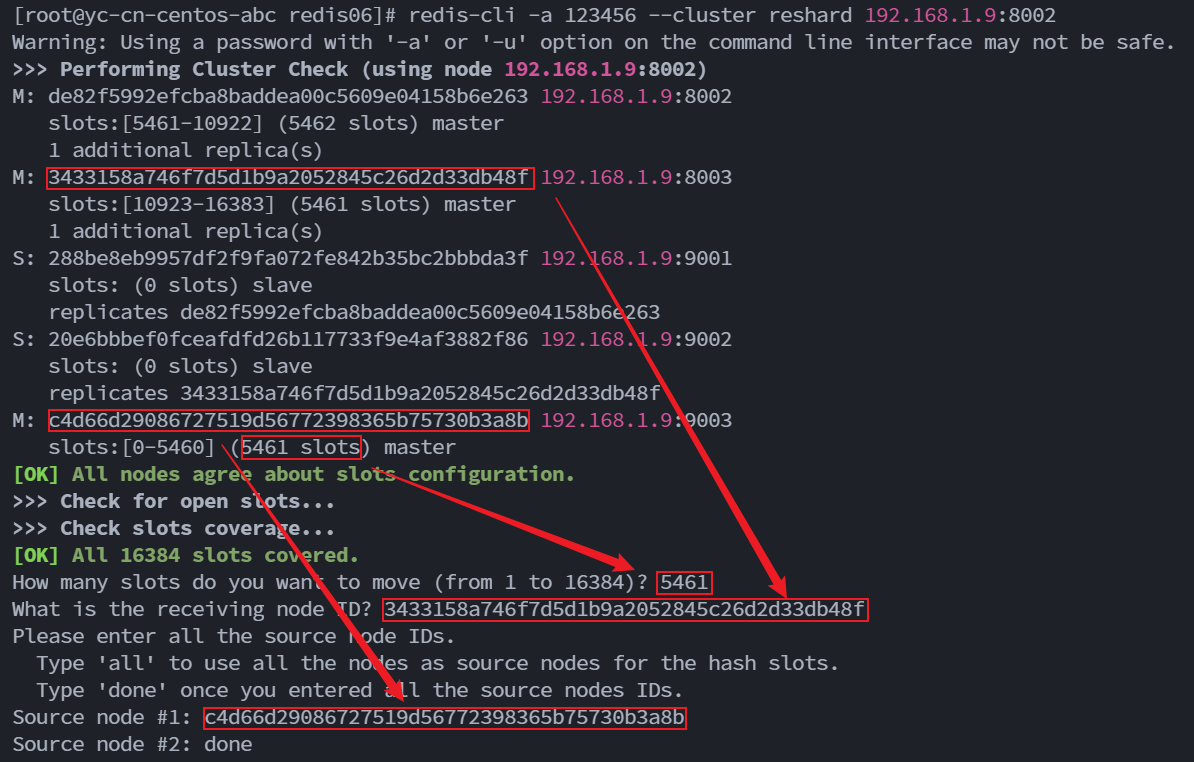 [root@yc-cn-centos-abc redis06]# redis-cli -a 123456 --cluster reshard 192.168.1.9:8002
Warning: Using a password with '-a' or '-u' option on the command line interface may not be safe.
>>> Performing Cluster Check (using node 192.168.1.9:8002)
M: de82f5992efcba8baddea00c5609e04158b6e263 192.168.1.9:8002
   slots:[5461-10922] (5462 slots) master
   1 additional replica(s)
M: 3433158a746f7d5d1b9a2052845c26d2d33db48f 192.168.1.9:8003
   slots:[10923-16383] (5461 slots) master
   1 additional replica(s)
S: 288be8eb9957df2f9fa072fe842b35bc2bbbda3f 192.168.1.9:9001
   slots: (0 slots) slave
   replicates de82f5992efcba8baddea00c5609e04158b6e263
S: 20e6bbbef0fceafdfd26b117733f9e4af3882f86 192.168.1.9:9002
   slots: (0 slots) slave
   replicates 3433158a746f7d5d1b9a2052845c26d2d33db48f
M: c4d66d29086727519d56772398365b75730b3a8b 192.168.1.9:9003
   slots:[0-5460] (5461 slots) master
[OK] All nodes agree about slots configuration.
>>> Check for open slots...
>>> Check slots coverage...
[OK] All 16384 slots covered.
How many slots do you want to move (from 1 to 16384)? 5461
What is the receiving node ID? 3433158a746f7d5d1b9a2052845c26d2d33db48f
Please enter all the source node IDs.
  Type 'all' to use all the nodes as source nodes for the hash slots.
  Type 'done' once you entered all the source nodes IDs.
Source node #1: c4d66d29086727519d56772398365b75730b3a8b
Source node #2: done